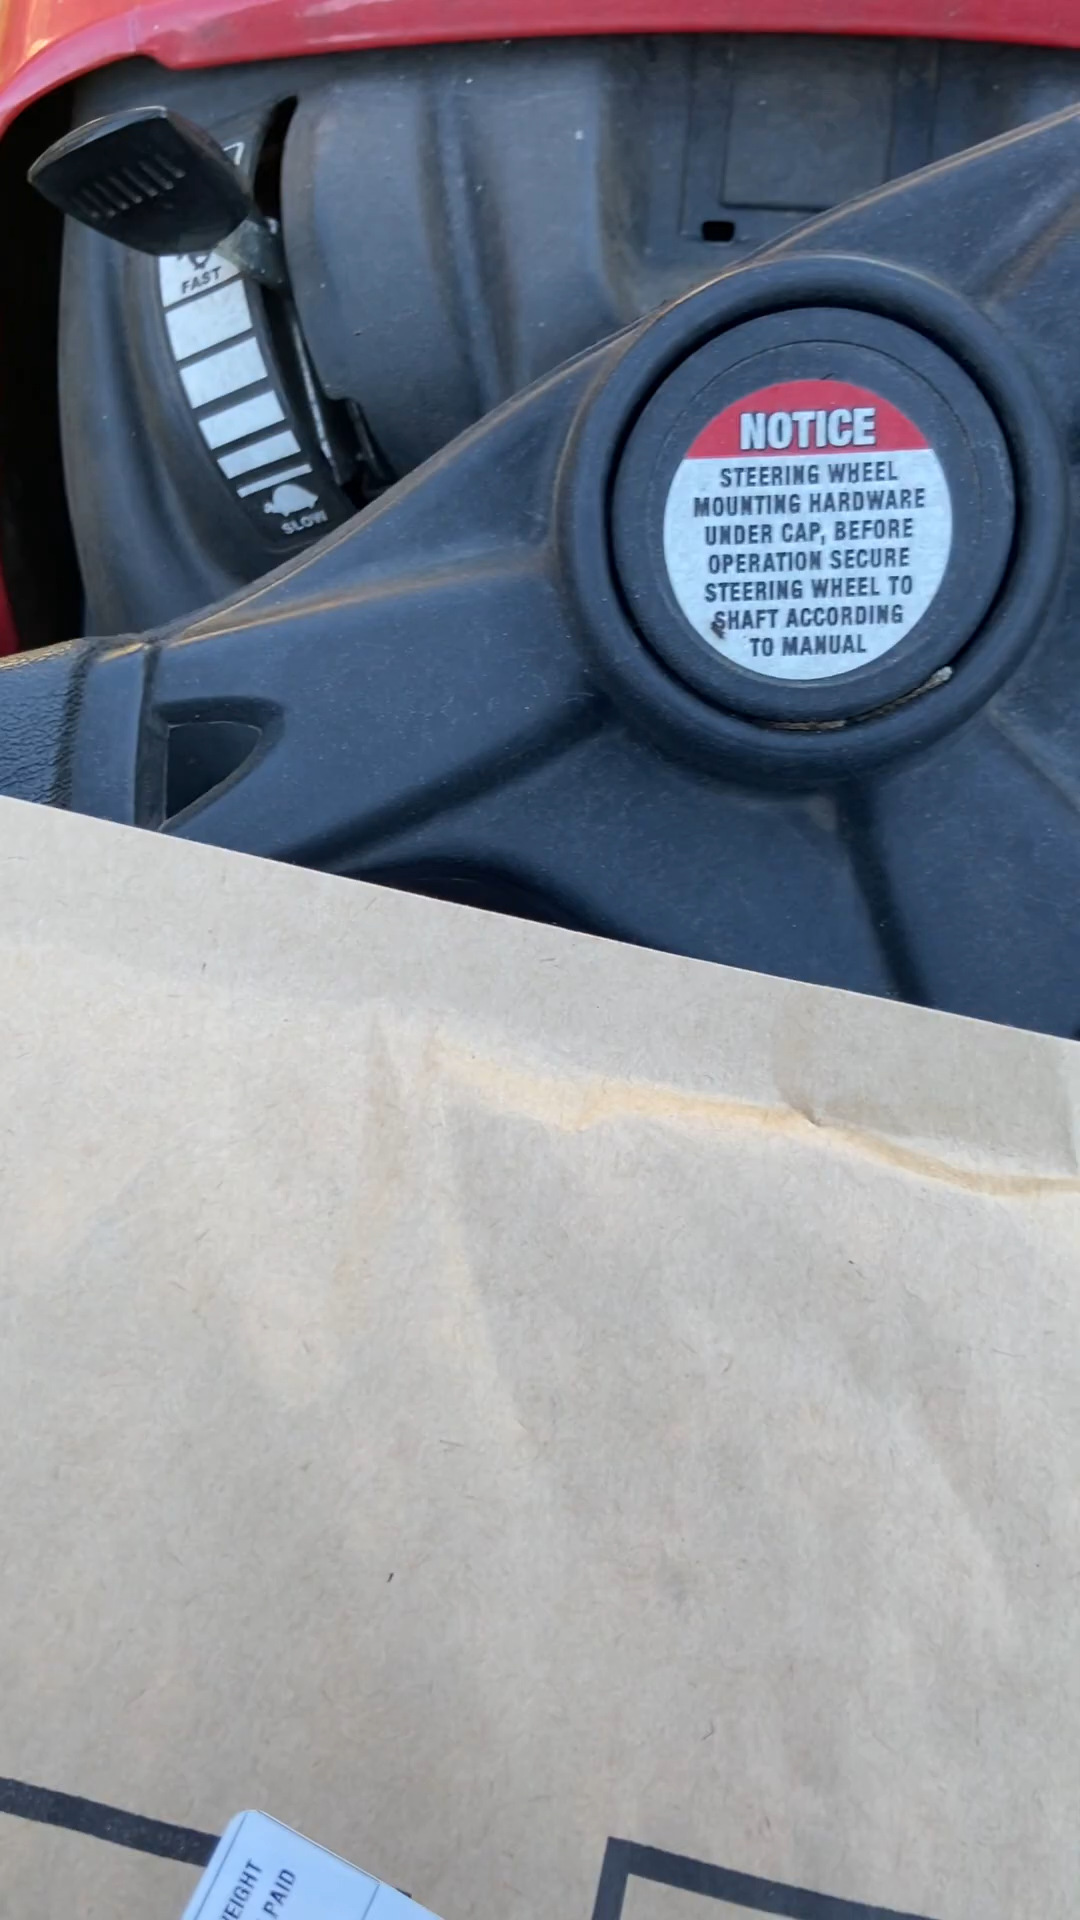 FAST
SLOW
NOTICE
STEERING WHEEL
MOUNTING HARDWARE
UNDER CAP, BEFORE
OPERATION SECURE
STEERING WHEEL TO
SHAFT ACCORDING
TO MANUAL
PAID